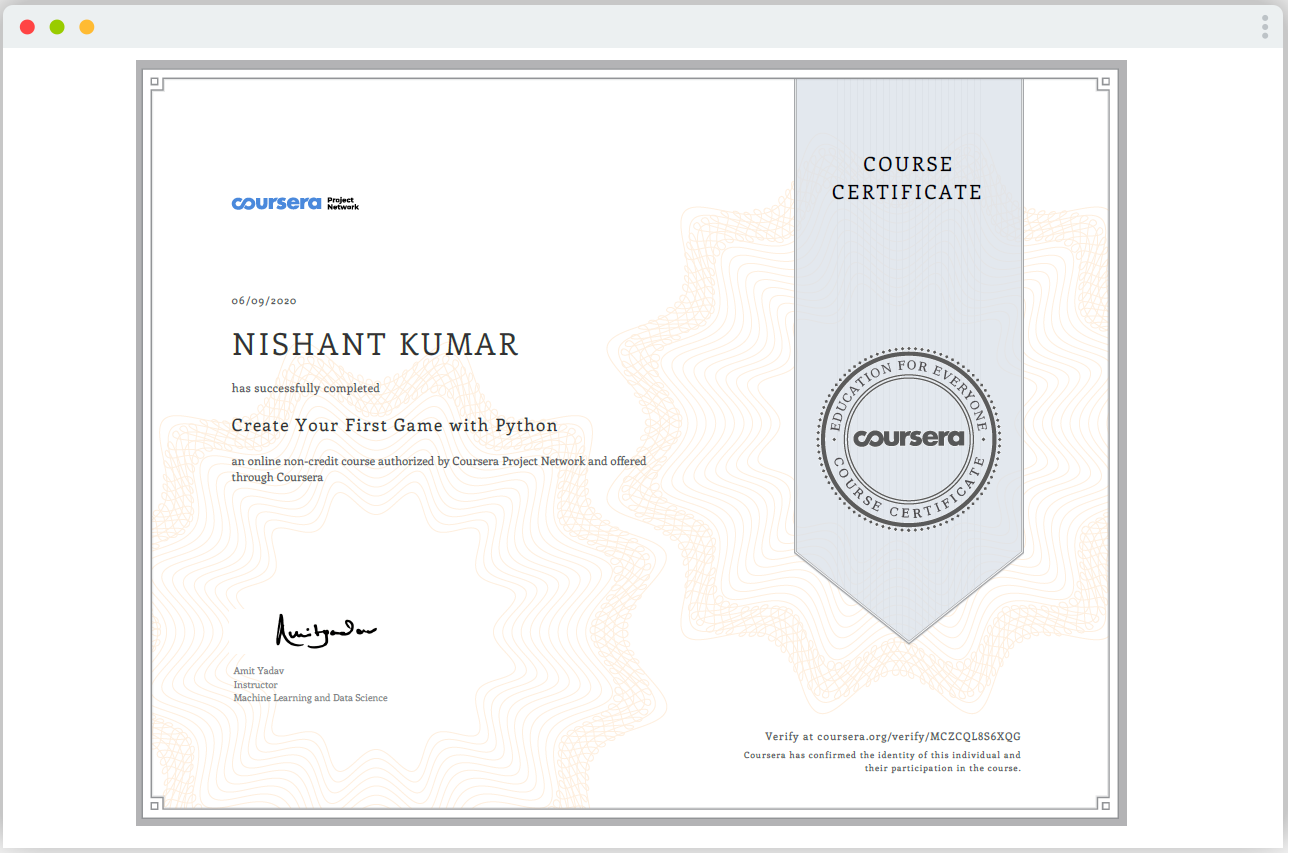 coursera Project Network
COURSE
CERTIFICATE
06/09/2020
NISHANT KUMAR
has successfully completed
Create Your First Game with Python
an online non-credit course authorized by Coursera Project Network and offered
through Coursera
EDUCATION FOR EVERYONE
coursera
COURSE CERTIFICATE
Amit Yadav
Amit Yadav
Instructor
Machine Learning and Data Science
Verify at coursera.org/verify/MCZCQL8S6XQG
Coursera has confirmed the identity of this individual and
their participation in the course.